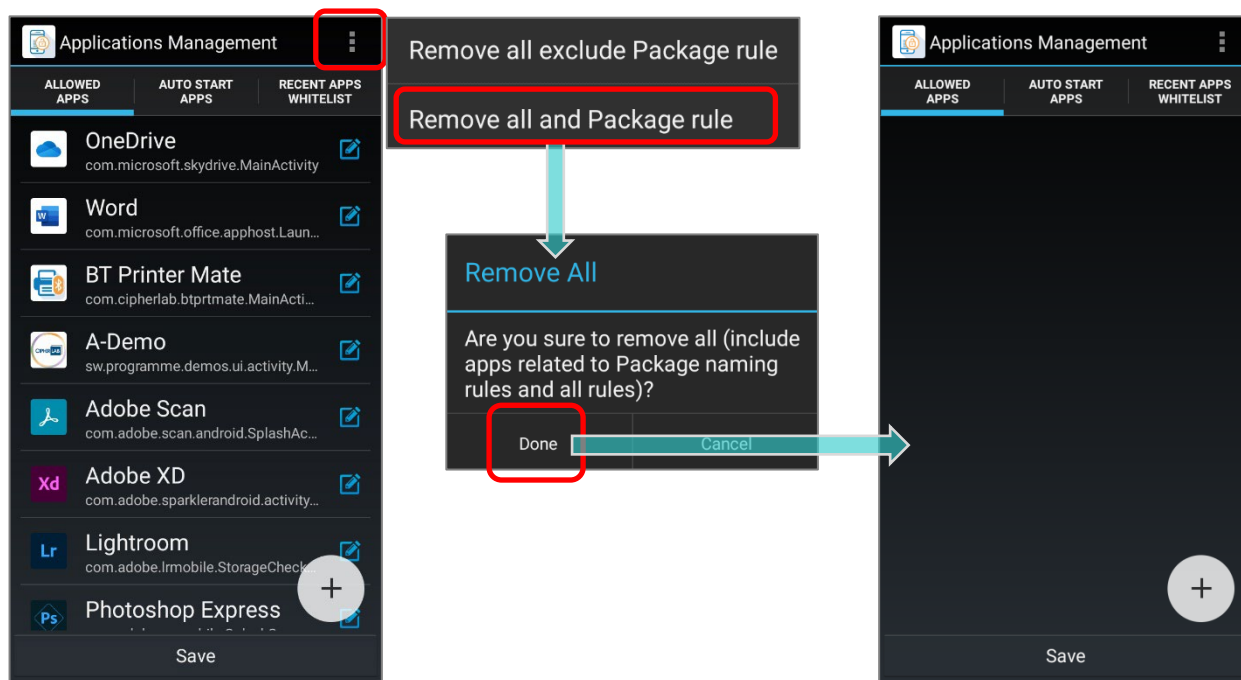 Applications Management
ALLOWED APPS
AUTO START APPS
RECENT APPS WHITELIST
OneDrive
com.microsoft.skydrive.MainActivity
W
Word
com.microsoft.office.apphost.Laun...
BT Printer Mate
com.cipherlab.btprtmate.MainActi...
A-Demo
sw.programme.demos.ui.activity.M...
Adobe Scan
com.adobe.scan.android.SplashAc...
Xd
Adobe XD
com.adobe.sparklerandroid.activity...
Lr
Lightroom
com.adobe.lrmobile.StorageCheck
+
Ps
Photoshop Express
Save
Remove all exclude Package rule
Remove all and Package rule
Remove All
Are you sure to remove all (include
apps related to Package naming
rules and all rules)?
Done
Cancel
Applications Management
ALLOWED APPS
AUTO START APPS
RECENT APPS WHITELIST
+
Save